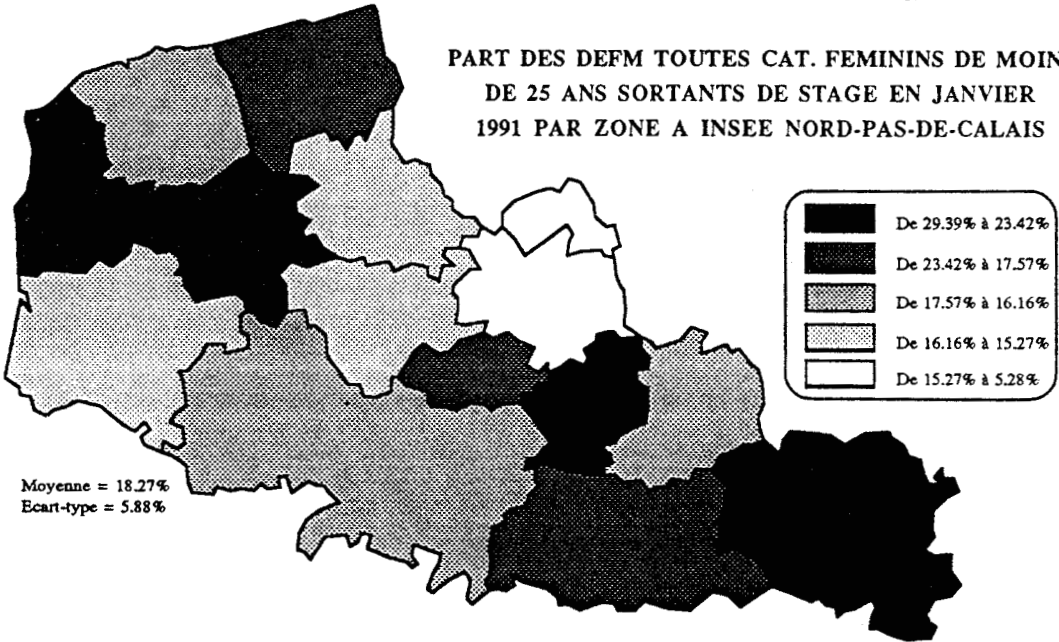 PART DES DEFM TOUTES CAT. FEMININS DE MOIN
DE 25 ANS SORTANTS DE STAGE EN JANVIER
1991 PAR ZONE A INSEE NORD-PAS-DE-CALAIS
De 29.39% à 23.42%
De 23.42% à 17.57%
De 17.57% à 16.16%
De 16.16% à 15.27%
De 15.27% à 5.28%
Moyenne = 18.27%
Ecart-type = 5.88%